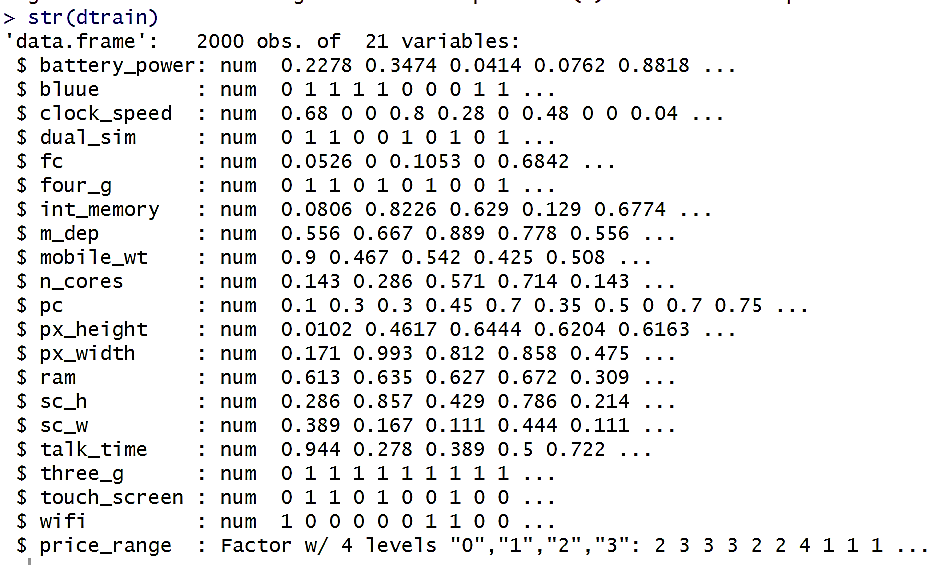 > str(dtrain)
'data.frame':   2000 obs. of  21 variables:
 $ battery_power: num  0.2278 0.3474 0.0414 0.0762 0.8818 ...
 $ bluue        : num  0 1 1 1 1 0 0 0 1 1 ...
 $ clock_speed  : num  0.68 0 0 0.8 0.28 0 0.48 0 0 0.04 ...
 $ dual_sim     : num  0 1 1 0 0 1 0 1 0 1 ...
 $ fc           : num  0.0526 0 0.1053 0 0.6842 ...
 $ four_g       : num  0 1 1 0 1 0 1 0 0 1 ...
 $ int_memory   : num  0.0806 0.8226 0.629 0.129 0.6774 ...
 $ m_dep        : num  0.556 0.667 0.889 0.778 0.556 ...
 $ mobile_wt    : num  0.9 0.467 0.542 0.425 0.508 ...
 $ n_cores      : num  0.143 0.286 0.571 0.714 0.143 ...
 $ pc           : num  0.1 0.3 0.3 0.45 0.7 0.35 0.5 0 0.7 0.75 ...
 $ px_height    : num  0.0102 0.4617 0.6444 0.6204 0.6163 ...
 $ px_width     : num  0.171 0.993 0.812 0.858 0.475 ...
 $ ram          : num  0.613 0.635 0.627 0.672 0.309 ...
 $ sc_h         : num  0.286 0.857 0.429 0.786 0.214 ...
 $ sc_w         : num  0.389 0.167 0.111 0.444 0.111 ...
 $ talk_time    : num  0.944 0.278 0.389 0.5 0.722 ...
 $ three_g      : num  0 1 1 1 1 1 1 1 1 1 ...
 $ touch_screen : num  0 1 1 0 1 0 0 1 0 0 ...
 $ wifi         : num  1 0 0 0 0 0 1 1 0 0 ...
 $ price_range  : Factor w/ 4 levels "0","1","2","3": 2 3 3 3 2 2 4 1 1 1 ...